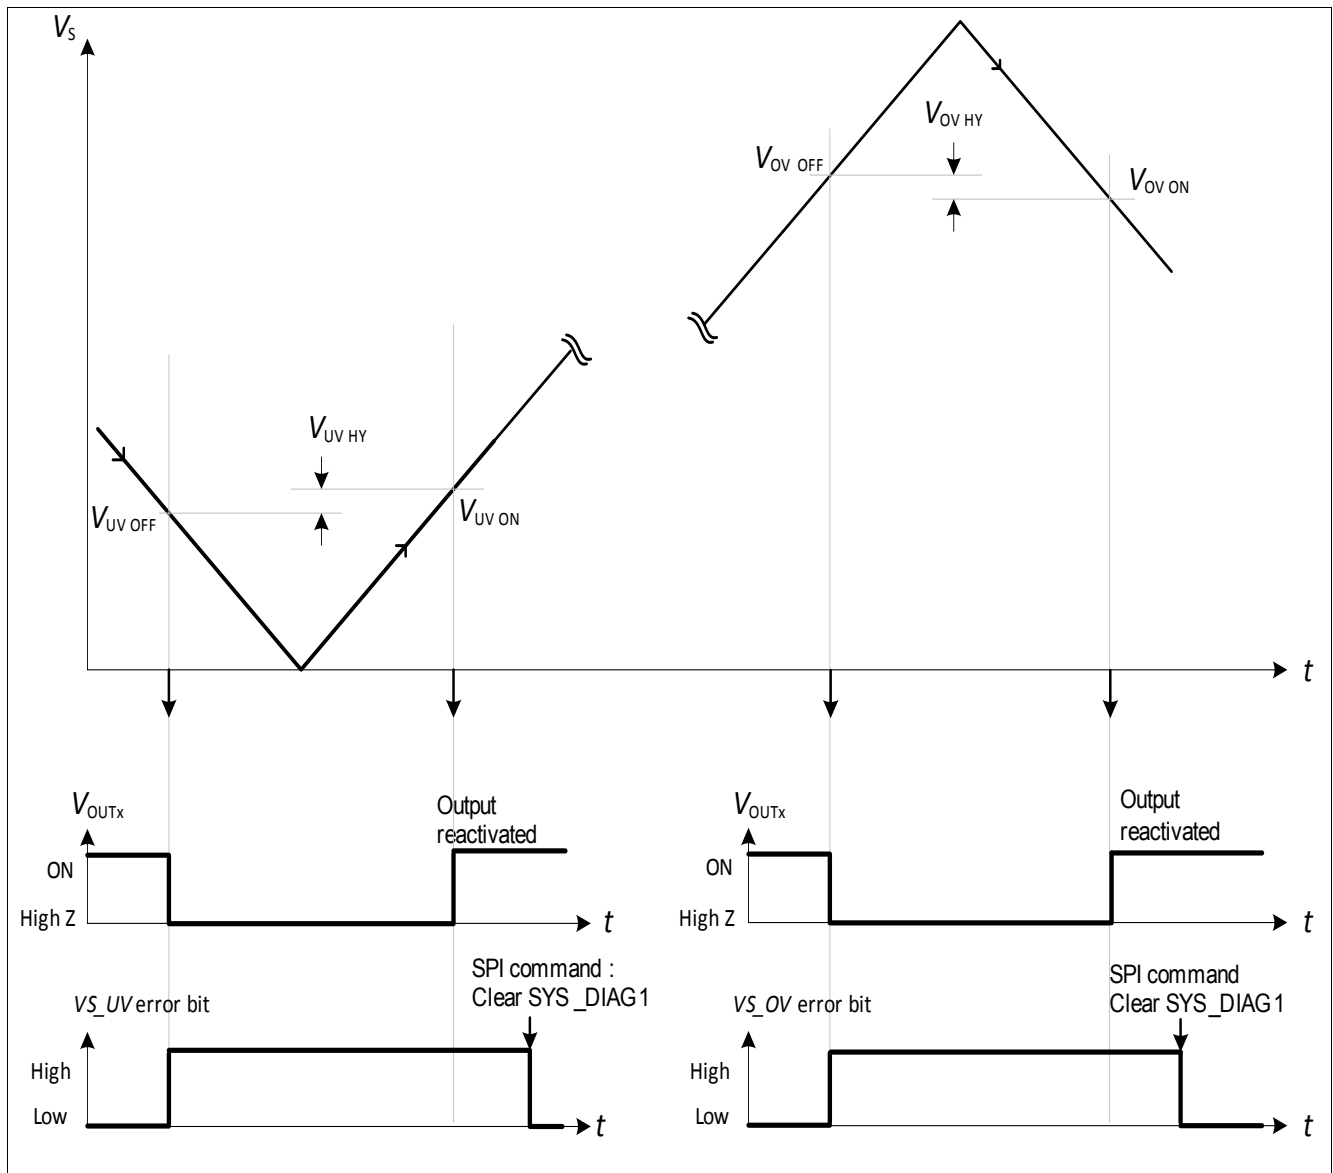 VS
VOV HY
VOV OFF
VOV ON
VUV HY
VUV OFF
VUV ON
t
VOUTx
Output
reactivated
ON
High Z
t
SPI command :
Clear SYS_DIAG1
VS_UV error bit
High
Low
t
VOUTx
Output
reactivated
ON
High Z
t
SPI command
Clear SYS_DIAG1
VS_OV error bit
High
Low
t